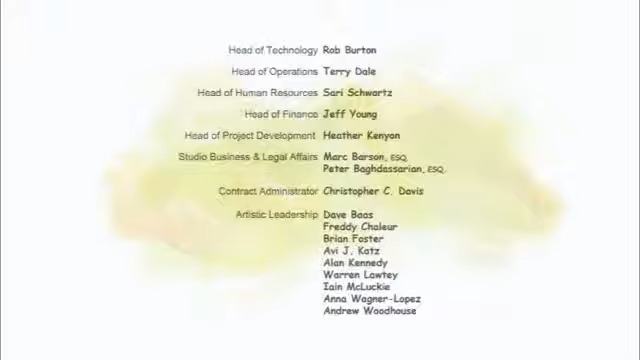 Head of Technology Rob Burton
Head of Operations Terry Dale
Head of Human Resources Sari Schwartz
Head of Finance Jeff Young
Head of Project Development Heather Kenyon
Studio Business & Legal Affairs Marc Barson, ESQ.
Peter Baghdassarian, ESQ.
Contract Administrator Christopher C. Davis
Artistic Leadership Dave Bass
Freddy Chaleur
Brian Foster
Avi J. Katz
Alan Kennedy
Warren Lawtey
Iain McLuckie
Anna Wagner-Lopez
Andrew Woodhouse